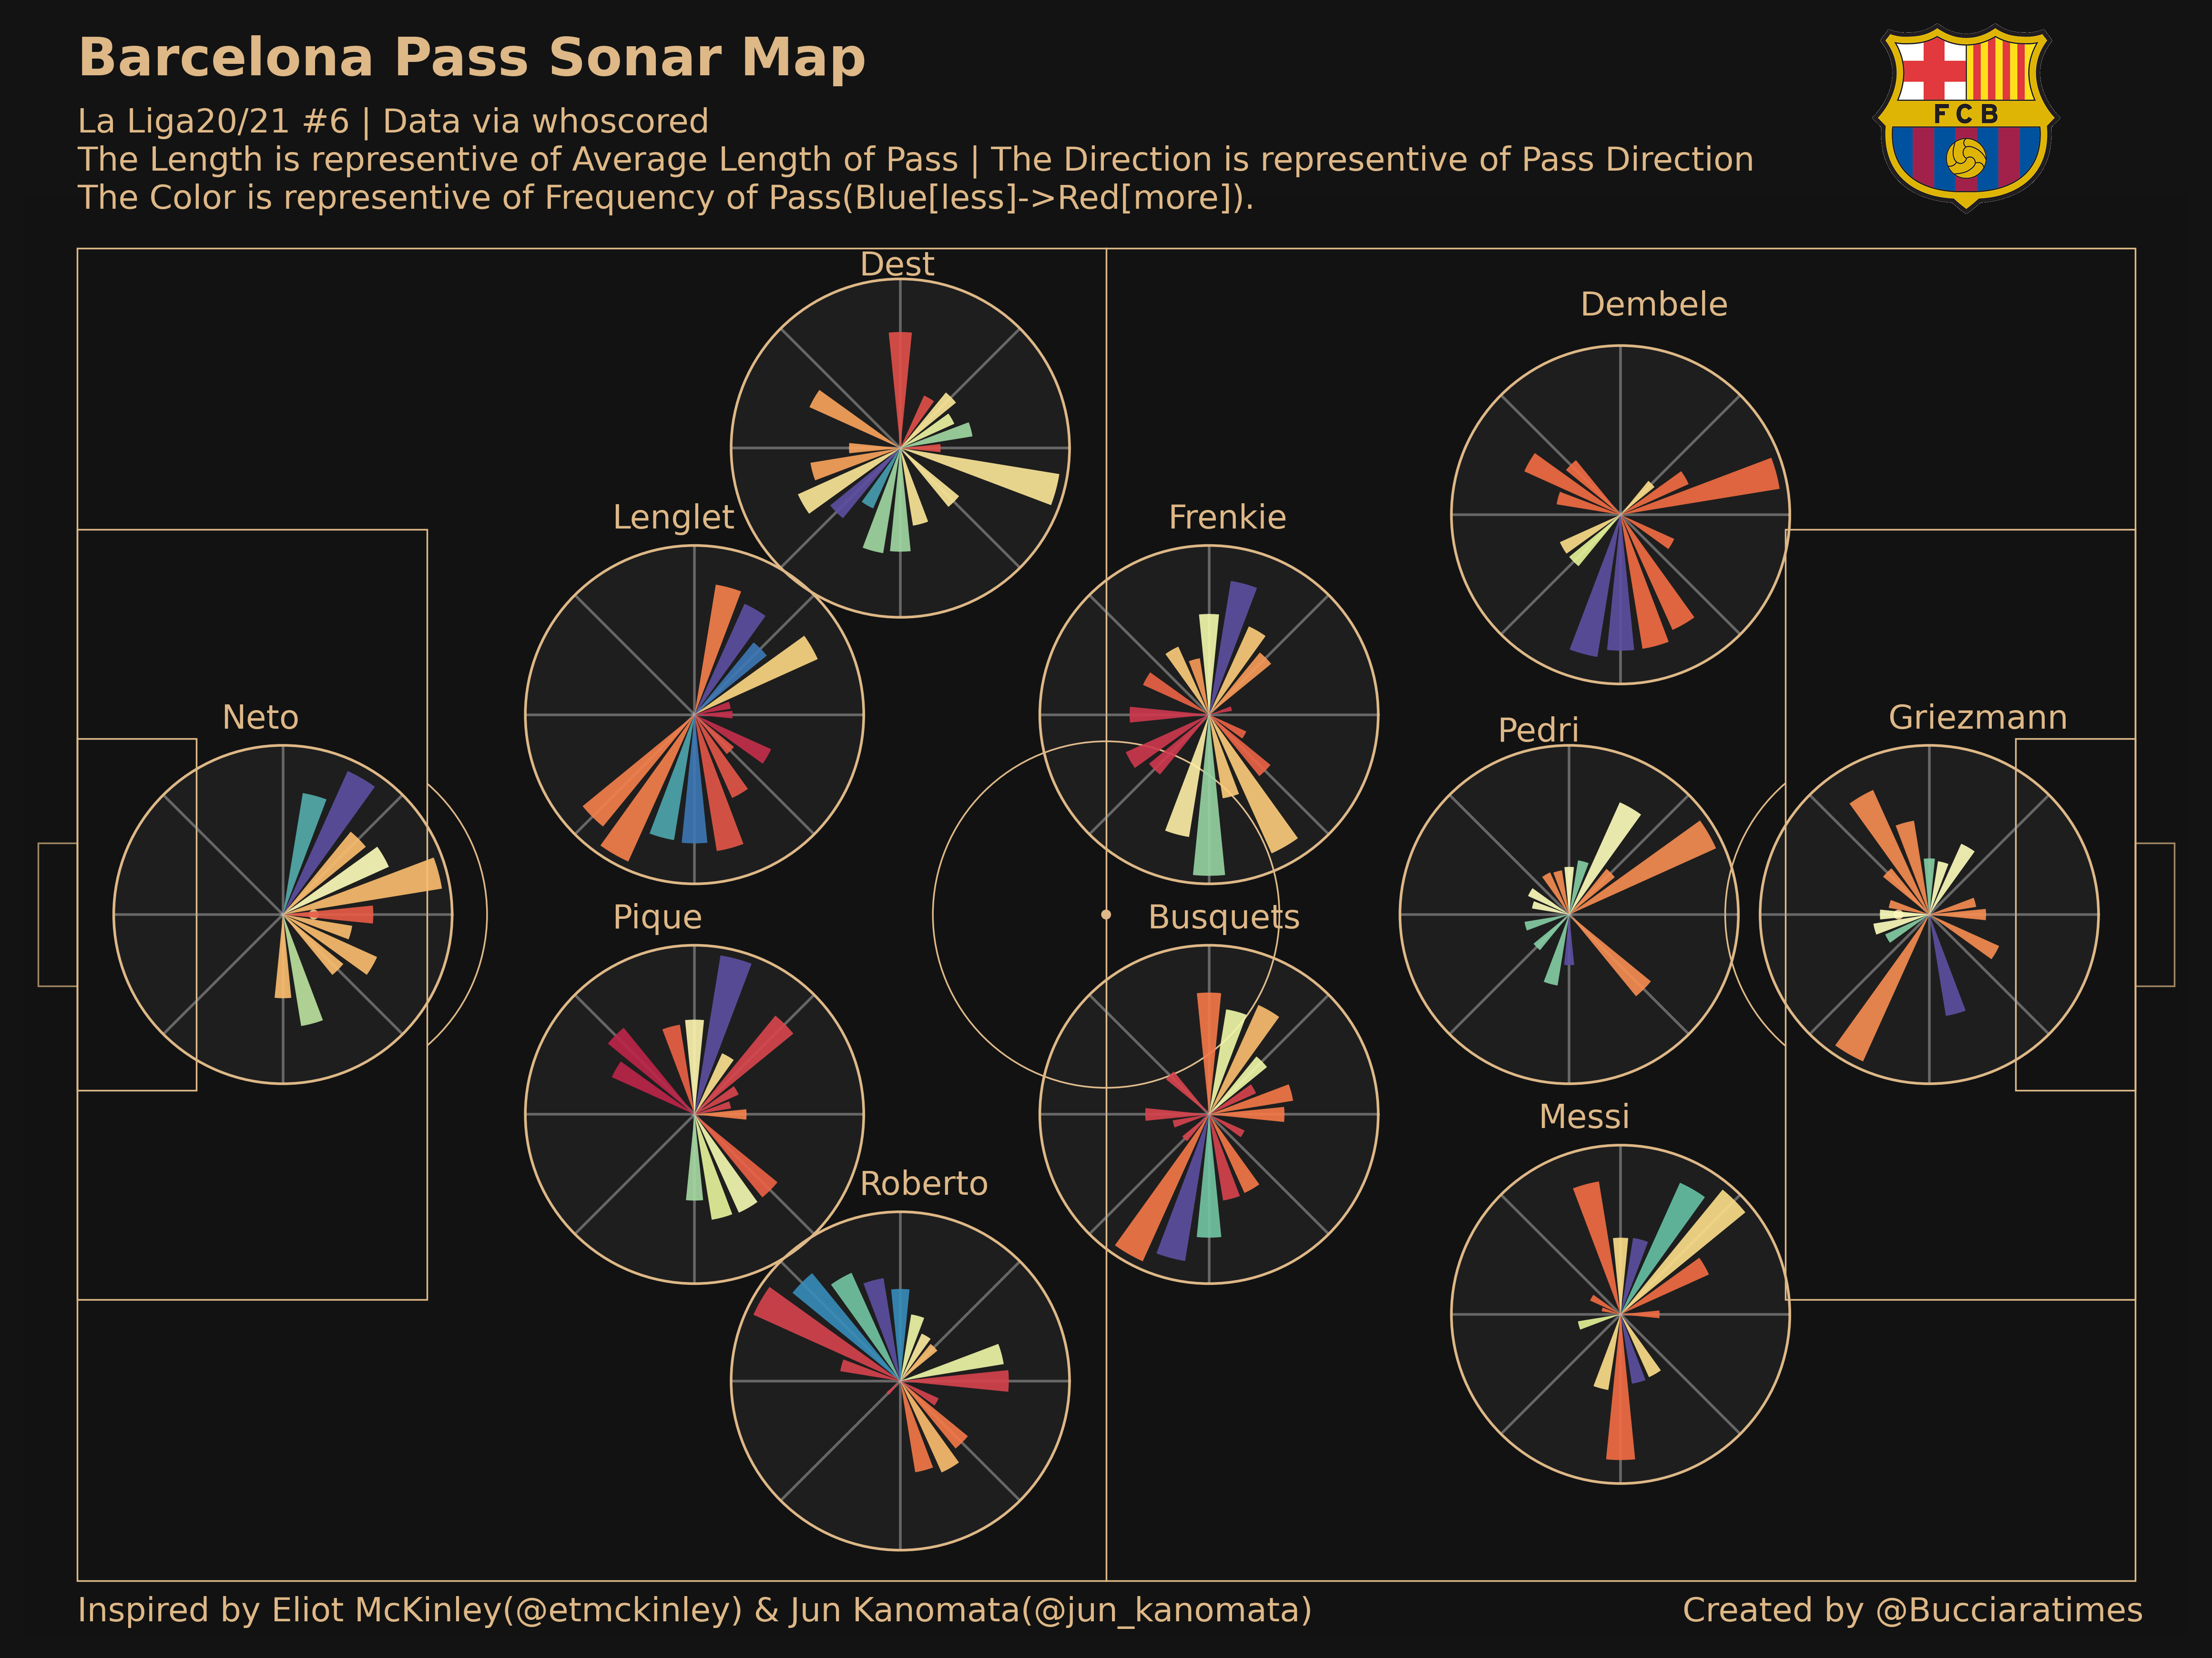 Barcelona Pass Sonar Map
La Liga20/21 #6 | Data via whoscored
The Length is representive of Average Length of Pass | The Direction is representive of Pass Direction
The Color is representive of Frequency of Pass(Blue[less]->Red[more]).
FCB
Dest
Dembele
Lenglet
Frenkie
Neto
Pedri
Griezmann
Pique
Busquets
Messi
Roberto
Inspired by Eliot McKinley(@etmckinley) & Jun Kanomata(@jun_kanomata)
Created by @Bucciaratimes